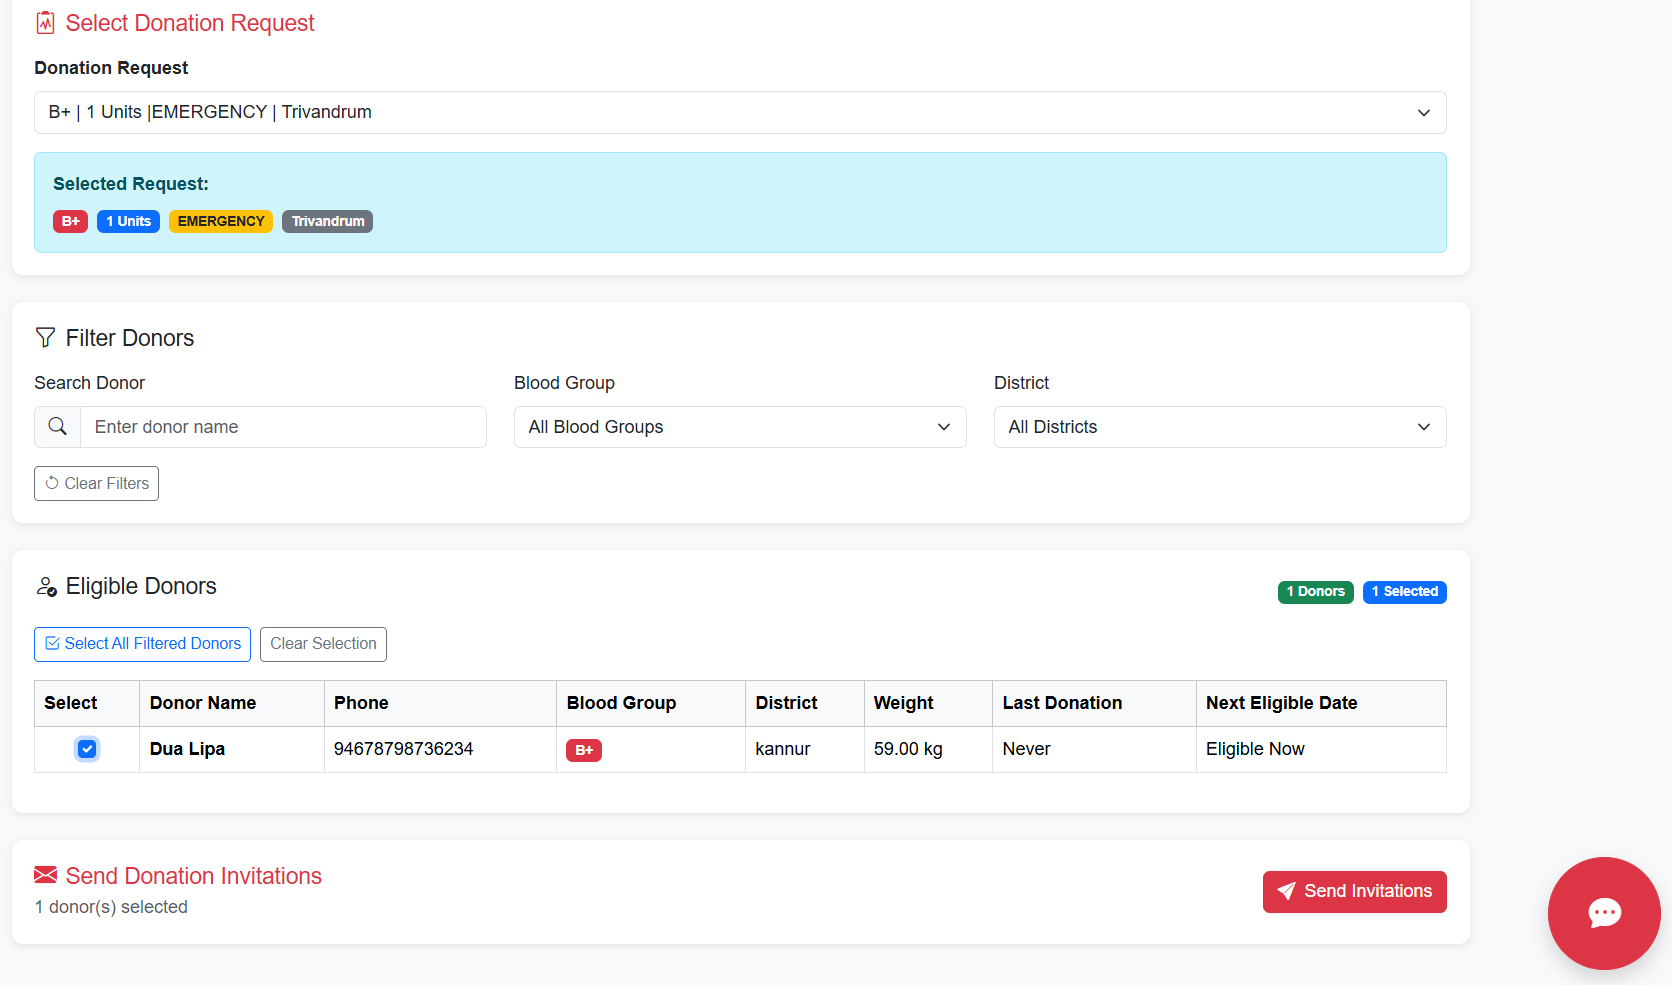 Select Donation Request
Donation Request
B+ | 1 Units |EMERGENCY | Trivandrum
Selected Request:
B+ 1 Units EMERGENCY Trivandrum
Filter Donors
Search Donor Blood Group District
Enter donor name All Blood Groups All Districts
Clear Filters
Eligible Donors 1 Donors 1 Selected
Select All Filtered Donors Clear Selection
Select Donor Name Phone Blood Group District Weight Last Donation Next Eligible Date
Dua Lipa 94678798736234 B+ kannur 59.00 kg Never Eligible Now
Send Donation Invitations
1 donor(s) selected
Send Invitations